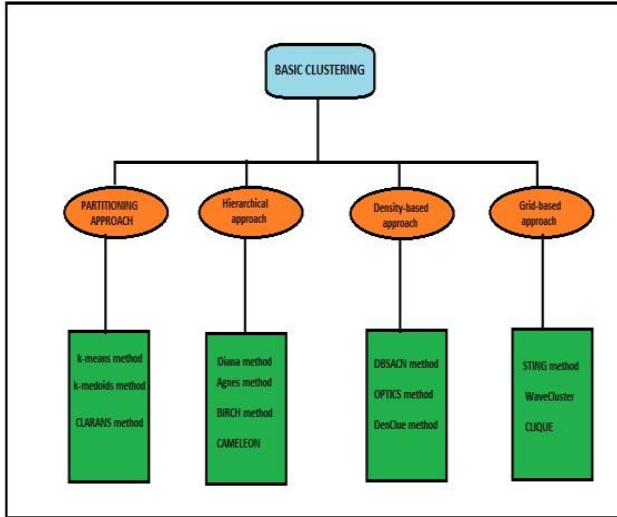 BASIC CLUSTERING
PARTITIONING
APPROACH
Hierarchical
approach
Density-based
approach
Grid-based
approach
k-means method
k-medoids method
CLARANS method
Diana method
Agnes method
BIRCH method
CAMELEON
DBSACN method
OPTICS method
DenClue method
STING method
WaveCluster
CLIQUE